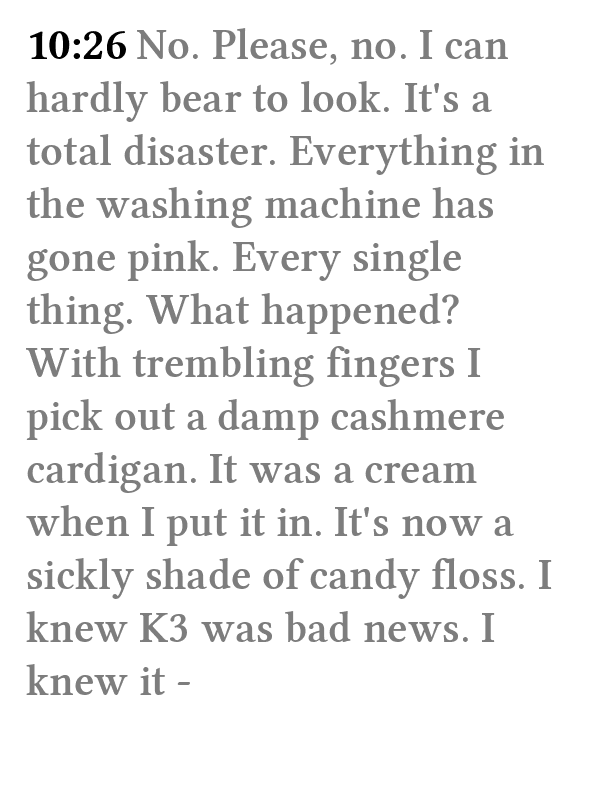 10:26 No. Please, no. I can
hardly bear to look. It's a
total disaster. Everything in
the washing machine has
gone pink. Every single
thing. What happened?
With trembling fingers I
pick out a damp cashmere
cardigan. It was a cream
when I put it in. It's now a
sickly shade of candy floss. I
knew K3 was bad news. I
knew it -